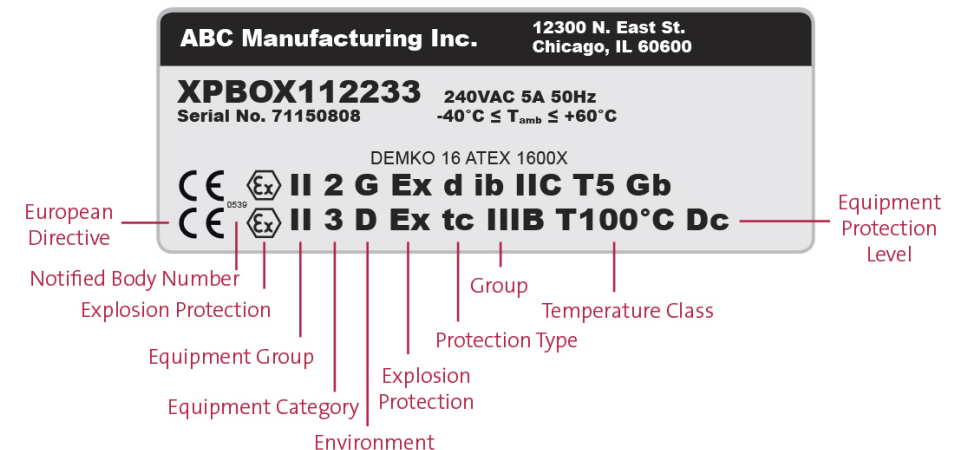 ABC Manufacturing Inc.
12300 N. East St.
Chicago, IL 60600
XPBOX112233
240VAC 5A 50Hz
Serial No. 71150808
-40°C ≤ Tamb ≤ +60°C
DEMKO 16 ATEX 1600X
CE Ex II 2 G Ex d ib IIC T5 Gb
0539
CE Ex II 3 D Ex tc IIIB T100°C Dc
European
Directive
Notified Body Number
Explosion Protection
Equipment Group
Equipment Category
Environment
Explosion
Protection
Protection Type
Group
Temperature Class
Equipment
Protection
Level